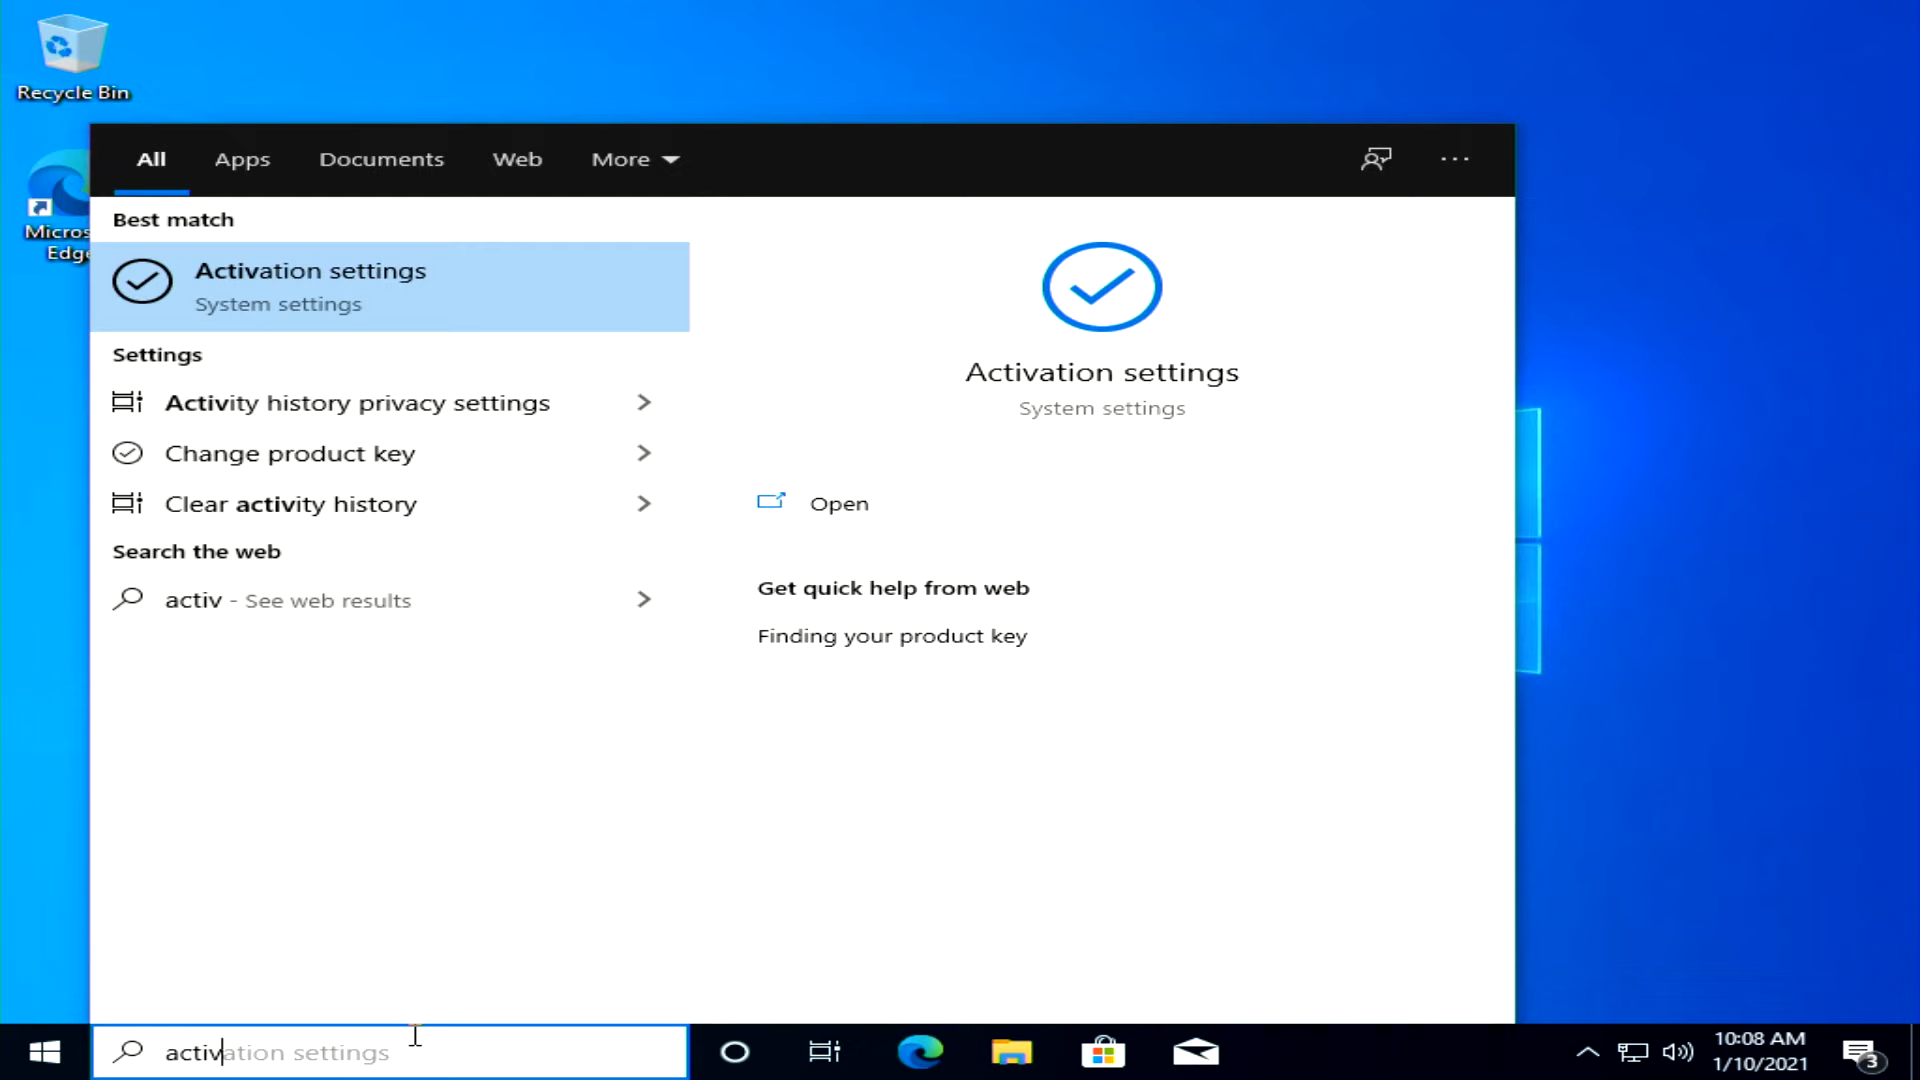 Recycle Bin
Micros
Edge
All Apps Documents Web More
Best match
Activation settings
System settings
Settings
Activity history privacy settings
Change product key
Clear activity history
Search the web
activ - See web results
Activation settings
System settings
Open
Get quick help from web
Finding your product key
activation settings
10:08 AM
1/10/2021
3